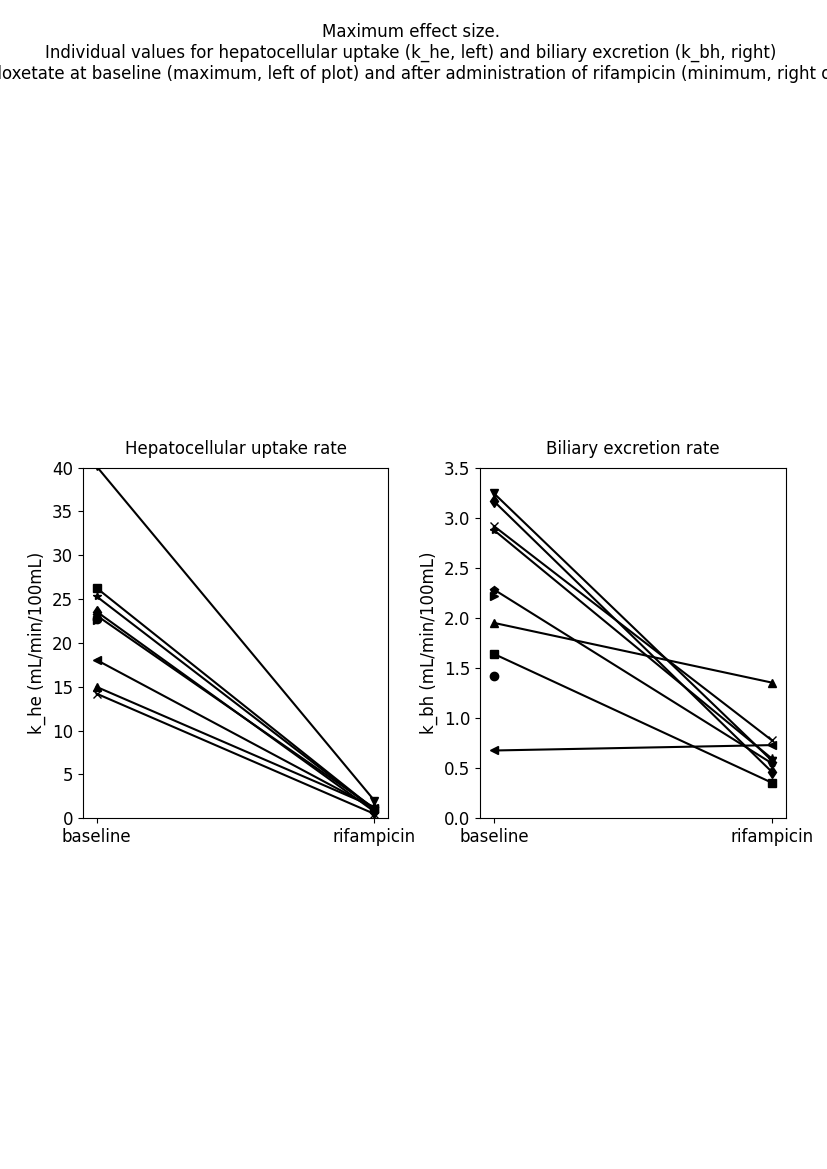 Maximum effect size.
Individual values for hepatocellular uptake (k_he, left) and biliary excretion (k_bh, right)
at baseline (maximum, left of plot) and after administration of rifampicin (minimum, right
Hepatocellular uptake rate
Biliary excretion rate
k_he (mL/min/100mL)
40
35
30
25
20
15
10
5
0
baseline
rifampicin
k_bh (mL/min/100mL)
3.5
3.0
2.5
2.0
1.5
1.0
0.5
0.0
baseline
rifampicin